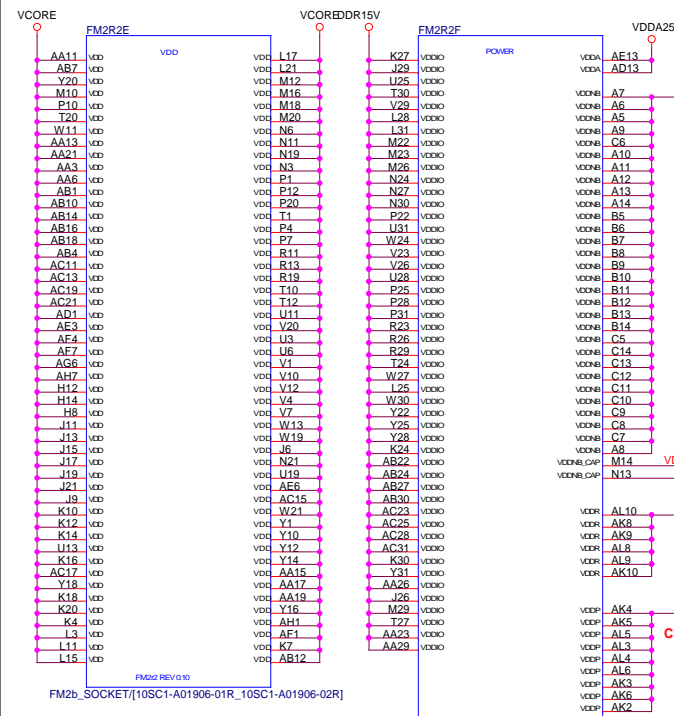 VCORE VCORE DDR15V VDDA25
FM2R2E FM2R2F
VDD POWER
AA11 VDD VDD L17 K27 VDDIO VDDA AE13
AB7 VDD VDD L21 J29 VDDIO VDDA AD13
Y20 VDD VDD M12 U25 VDDIO
M10 VDD VDD M16 T30 VDDIO VDDNB A7
P10 VDD VDD M18 V29 VDDIO VDDNB A6
T20 VDD VDD M20 L28 VDDIO VDDNB A5
W11 VDD VDD N6 L31 VDDIO VDDNB A9
AA13 VDD VDD N11 M22 VDDIO VDDNB C6
AA21 VDD VDD N19 M23 VDDIO VDDNB A10
AA3 VDD VDD N3 M26 VDDIO VDDNB A11
AA6 VDD VDD P1 N24 VDDIO VDDNB A12
AB1 VDD VDD P12 N27 VDDIO VDDNB A13
AB10 VDD VDD P20 N30 VDDIO VDDNB A14
AB14 VDD VDD T1 P22 VDDIO VDDNB B5
AB16 VDD VDD P4 U31 VDDIO VDDNB B6
AB18 VDD VDD P7 W24 VDDIO VDDNB B7
AB4 VDD VDD R11 V23 VDDIO VDDNB B8
AC11 VDD VDD R13 V26 VDDIO VDDNB B9
AC13 VDD VDD R19 U28 VDDIO VDDNB B10
AC19 VDD VDD T10 P25 VDDIO VDDNB B11
AC21 VDD VDD T12 P28 VDDIO VDDNB B12
AD1 VDD VDD U11 P31 VDDIO VDDNB B13
AE3 VDD VDD V20 R23 VDDIO VDDNB B14
AF4 VDD VDD U3 R26 VDDIO VDDNB C5
AF7 VDD VDD U6 R29 VDDIO VDDNB C14
AG6 VDD VDD V1 T24 VDDIO VDDNB C13
AH7 VDD VDD V10 W27 VDDIO VDDNB C12
H12 VDD VDD V12 L25 VDDIO VDDNB C11
H14 VDD VDD V4 W30 VDDIO VDDNB C10
H8 VDD VDD V7 Y22 VDDIO VDDNB C9
J11 VDD VDD W13 Y25 VDDIO VDDNB C8
J13 VDD VDD W19 Y28 VDDIO VDDNB C7
J15 VDD VDD J6 K24 VDDIO VDDNB A8
J17 VDD VDD N21 AB22 VDDIO VDDNB_CAP M14
J19 VDD VDD U19 AB24 VDDIO VDDNB_CAP N13
J21 VDD VDD AE6 AB27 VDDIO
J9 VDD VDD AC15 AB30 VDDIO
K10 VDD VDD W21 AC23 VDDIO VDDR AL10
K12 VDD VDD Y1 AC25 VDDIO VDDR AK8
K14 VDD VDD Y10 AC28 VDDIO VDDR AK9
U13 VDD VDD Y12 AC31 VDDIO VDDR AL8
K16 VDD VDD Y14 K30 VDDIO VDDR AL9
AC17 VDD VDD AA15 Y31 VDDIO VDDR AK10
Y18 VDD VDD AA17 AA26 VDDIO
K18 VDD VDD AA19 J26 VDDIO
K20 VDD VDD Y16 M29 VDDIO VDDP AK4
K4 VDD VDD AH1 T27 VDDIO VDDP AK5
L3 VDD VDD AF1 AA23 VDDIO VDDP AL5
L11 VDD VDD K7 AA29 VDDIO VDDP AL3
L15 VDD VDD AB12 VDDP AL4
VDDP AL6
FM2r2 REV 0.10 VDDP AK3
FM2b_SOCKET/[10SC1-A01906-01R_10SC1-A01906-02R] VDDP AK6
VDDP AK2